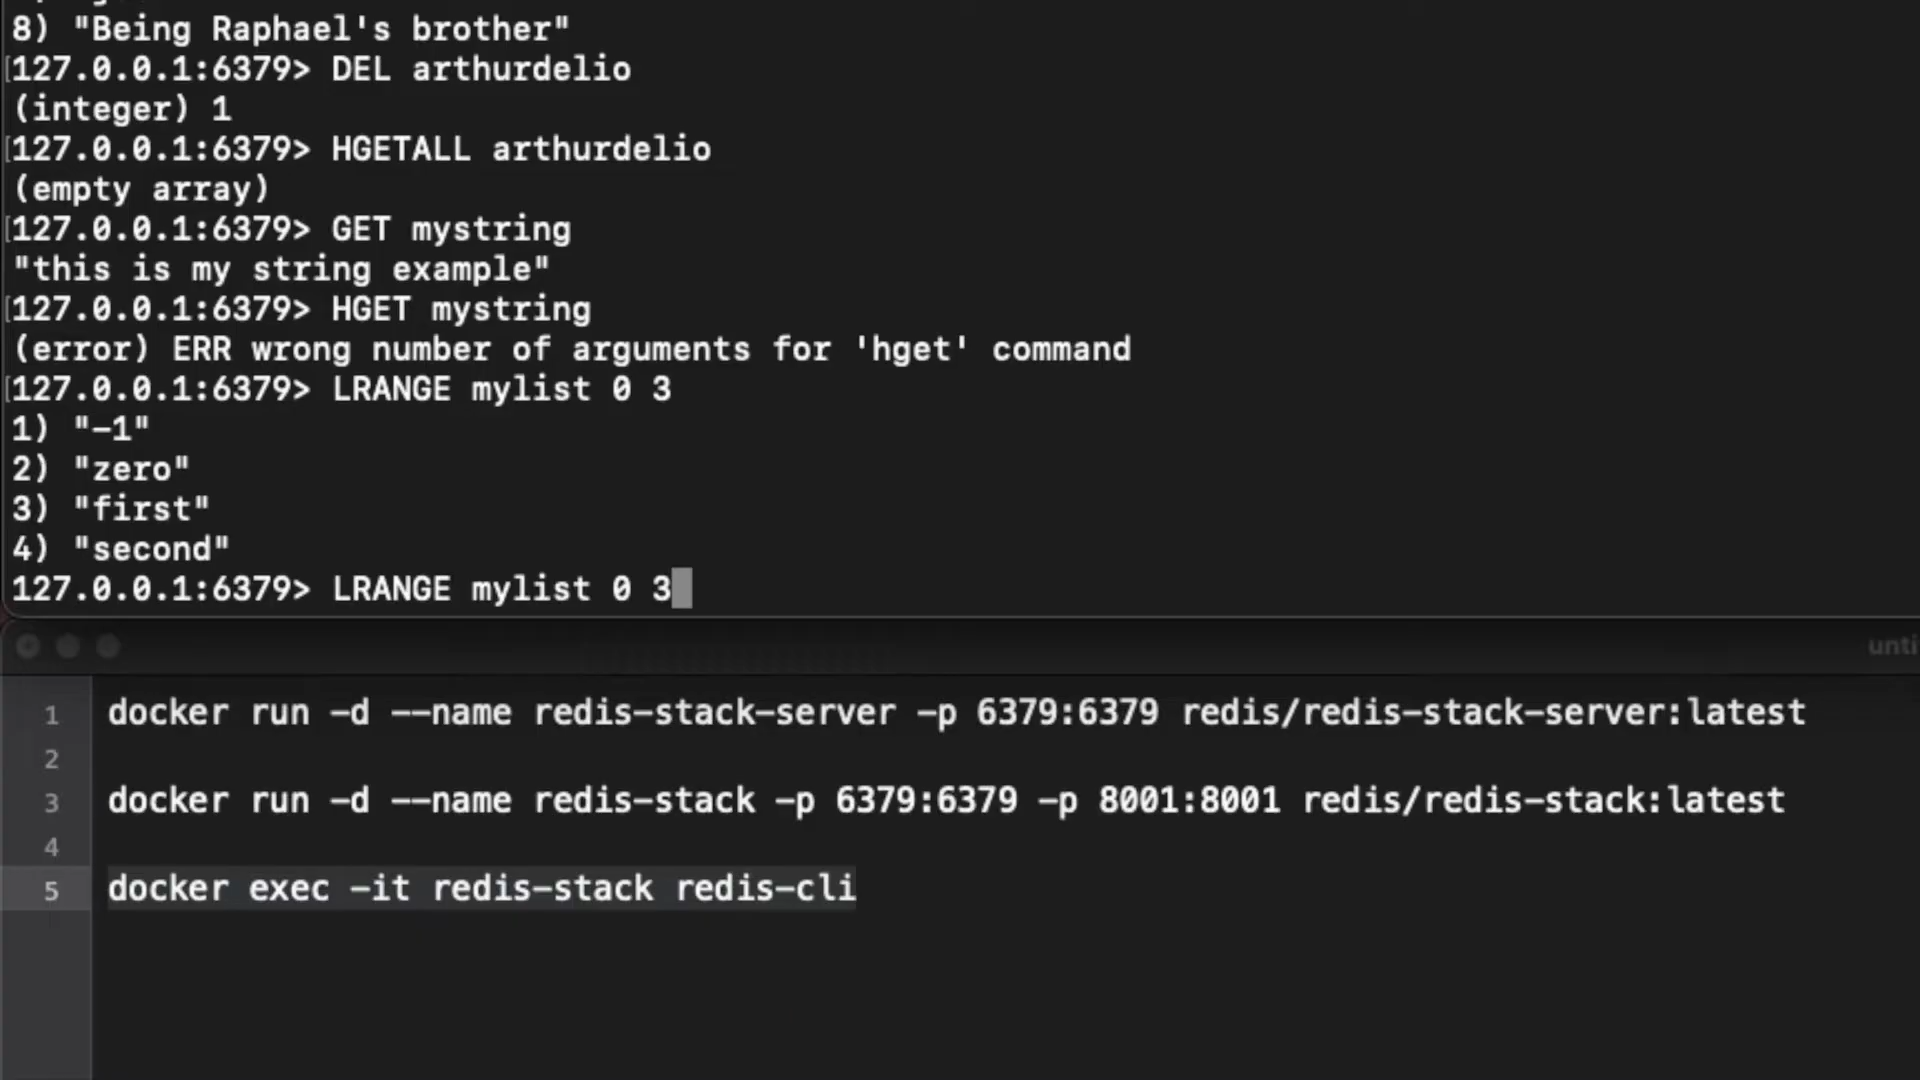 8) "Being Raphael's brother"
[127.0.0.1:6379> DEL arthurdelio
(integer) 1
[127.0.0.1:6379> HGETALL arthurdelio
(empty array)
[127.0.0.1:6379> GET mystring
"this is my string example"
[127.0.0.1:6379> HGET mystring
(error) ERR wrong number of arguments for 'hget' command
[127.0.0.1:6379> LRANGE mylist 0 3
1) "-1"
2) "zero"
3) "first"
4) "second"
127.0.0.1:6379> LRANGE mylist 0 3
unti
1 docker run -d --name redis-stack-server -p 6379:6379 redis/redis-stack-server:latest
2
3 docker run -d --name redis-stack -p 6379:6379 -p 8001:8001 redis/redis-stack:latest
4
5 docker exec -it redis-stack redis-cli